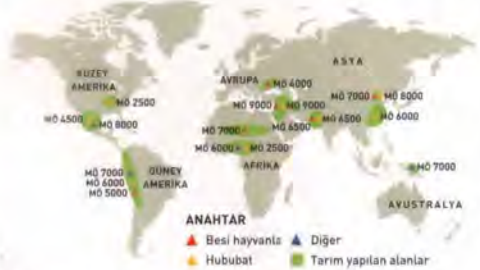 ASYA
KUZEY
AMERİKA
AVRUPA
MÖ 4000
MÖ 2500
MÖ 7000
MÖ 8000
MÖ 9000
MÖ 9000
MÖ 4500
MÖ 8000
MÖ 6500
MÖ 6500
MÖ 6000
MÖ 7000
MÖ 6000
MÖ 2500
AFRİKA
MÖ 7000
MÖ 6000
MÖ 5000
GÜNEY
AMERİKA
MÖ 7000
AVUSTRALYA
ANAHTAR
Besi hayvanla
Diğer
Hububat
Tarım yapılan alanlar